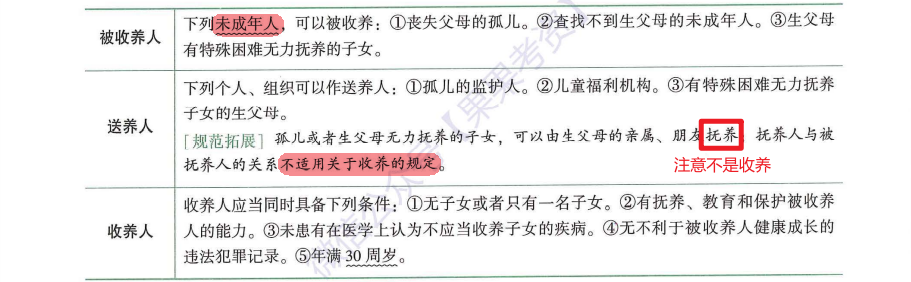 被收养人
下列未成年人，可以被收养：①丧失父母的孤儿。②查找不到生父母的未成年人。③生父母
有特殊困难无力抚养的子女。
送养人
下列个人、组织可以作送养人：①孤儿的监护人。②儿童福利机构。③有特殊困难无力抚养
子女的生父母。
［规范拓展］孤儿或者生父母无力抚养的子女，可以由生父母的亲属、朋友抚养；抚养人与被
抚养人的关系不适用关于收养的规定。
注意不是收养
收养人
收养人应当同时具备下列条件：①无子女或者只有一名子女。②有抚养、教育和保护被收养
人的能力。③未患有在医学上认为不应当收养子女的疾病。④无不利于被收养人健康成长的
违法犯罪记录。⑤年满 30 周岁。
微信公众号【果果考资】